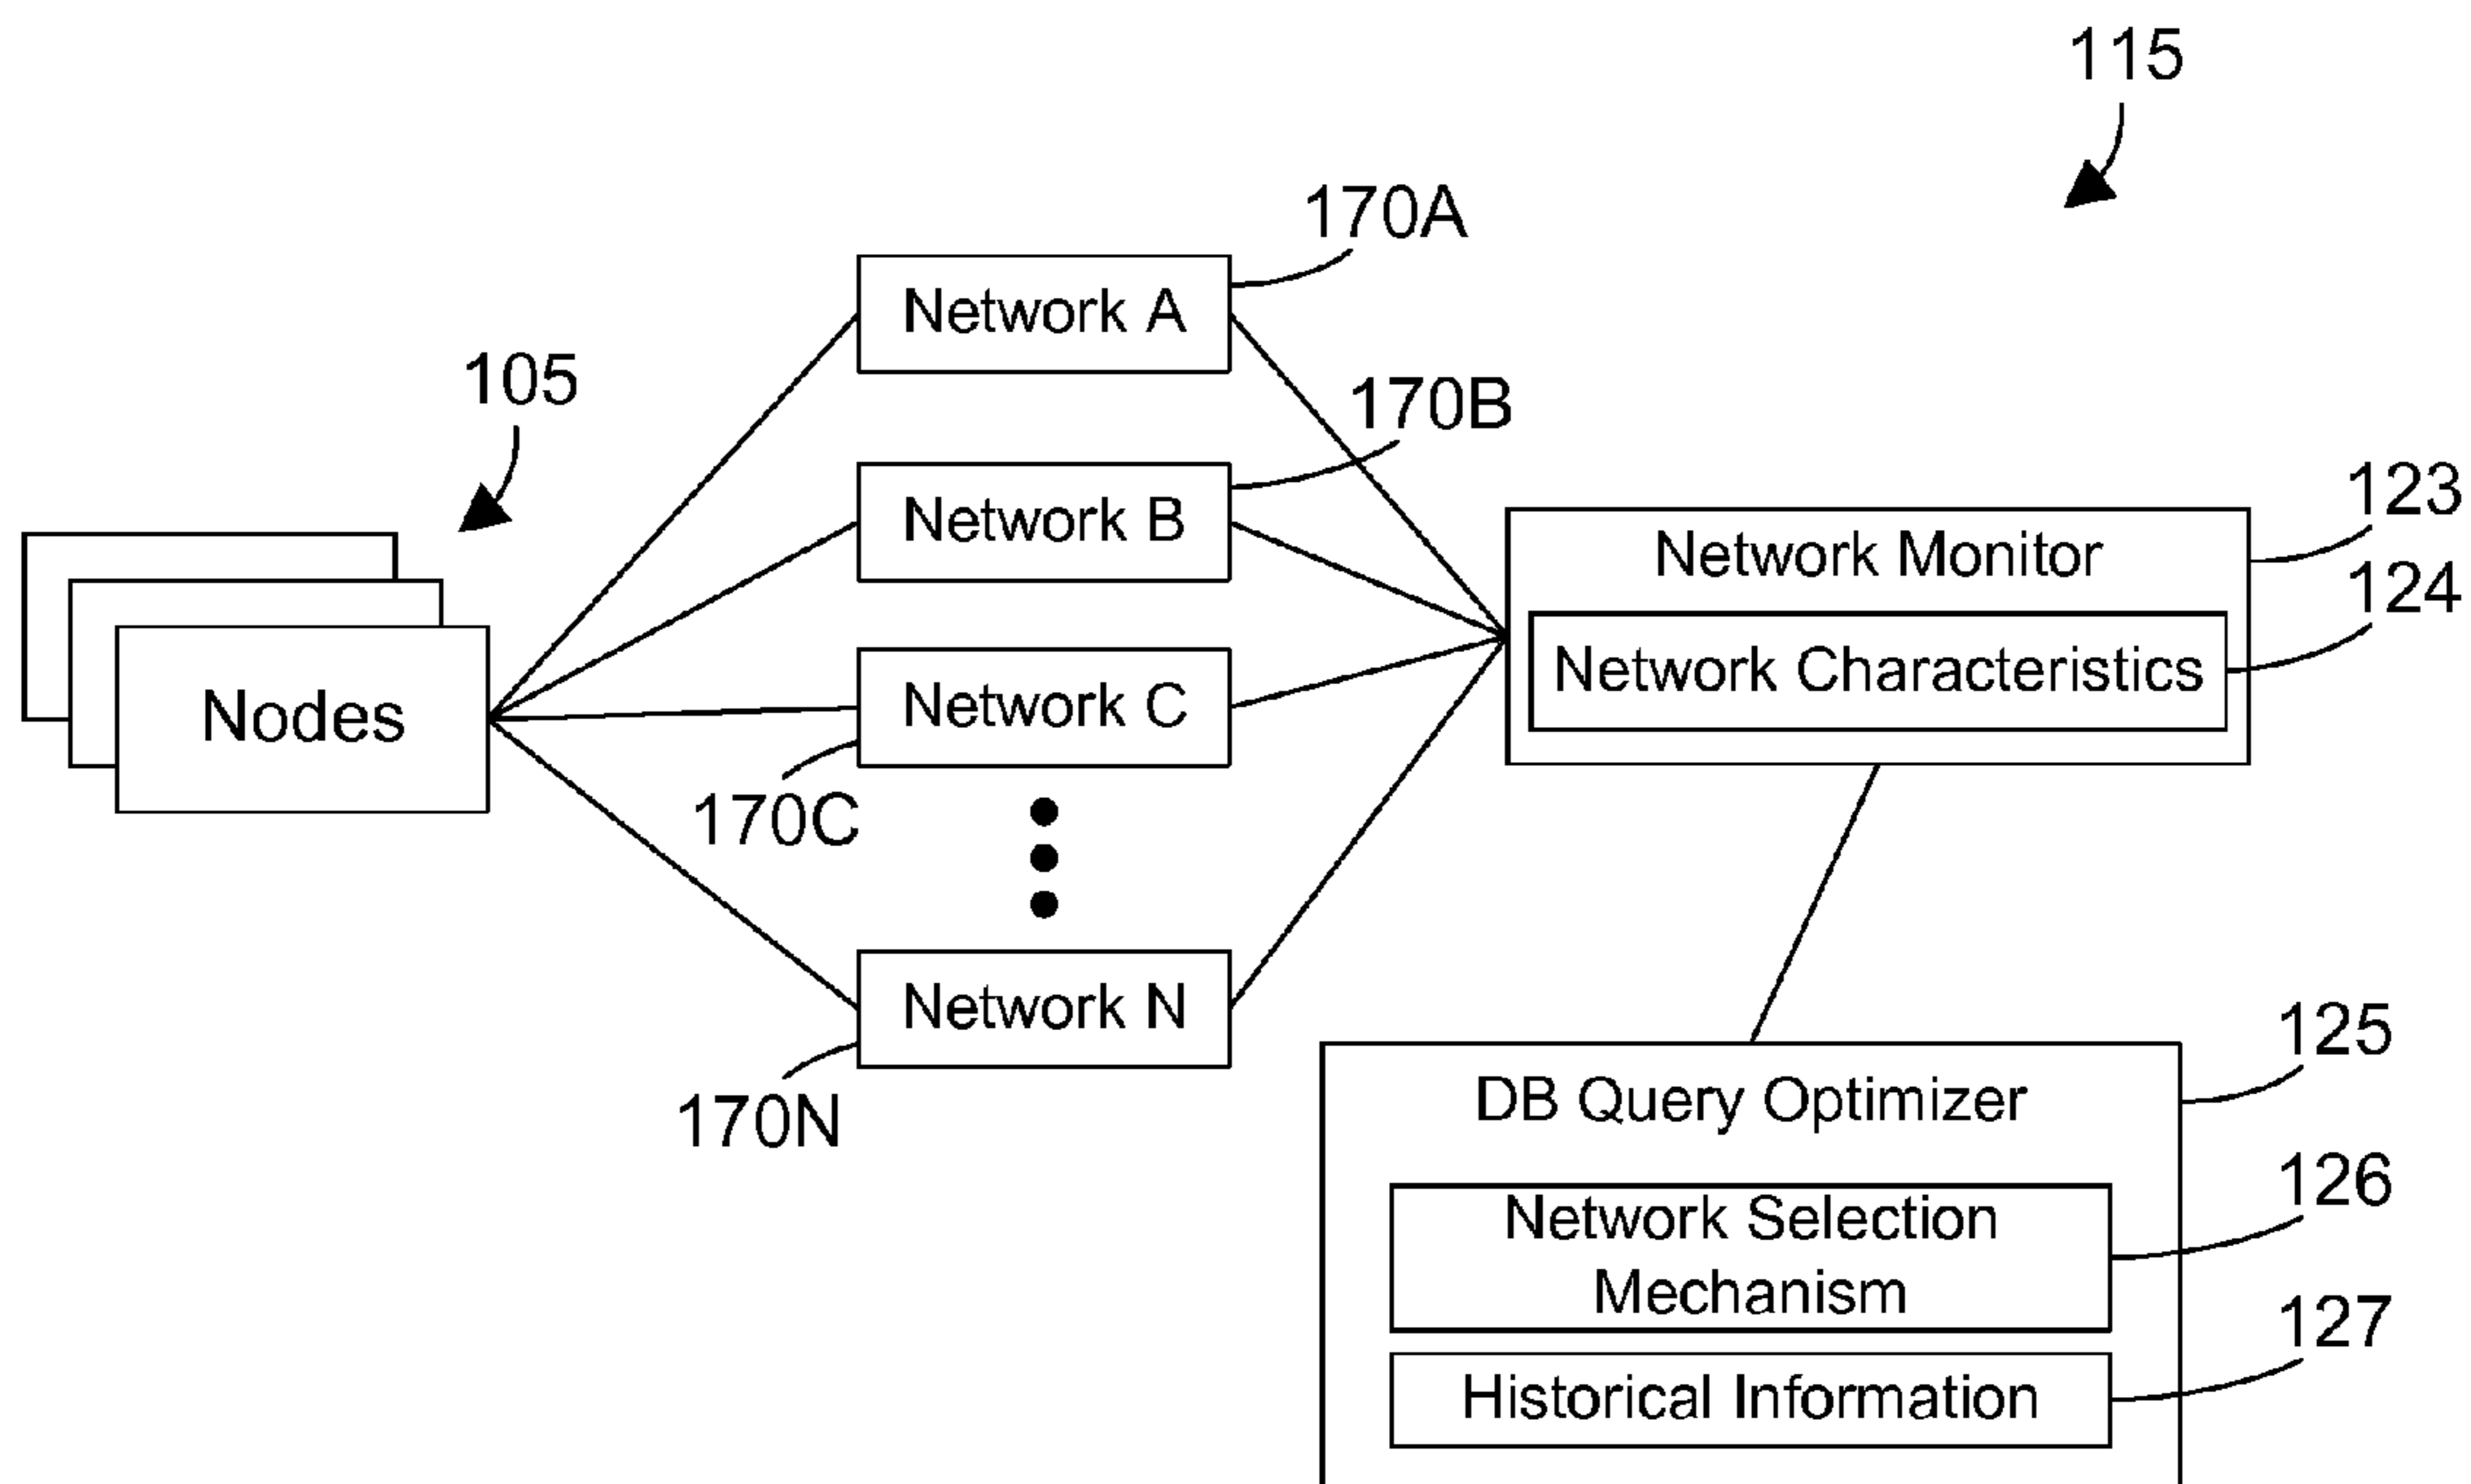 115
170A
Network A
105
170B
Network B
123
Network Monitor
124
Network Characteristics
Nodes
Network C
170C
Network N
170N
125
DB Query Optimizer
126
Network Selection
Mechanism
127
Historical Information